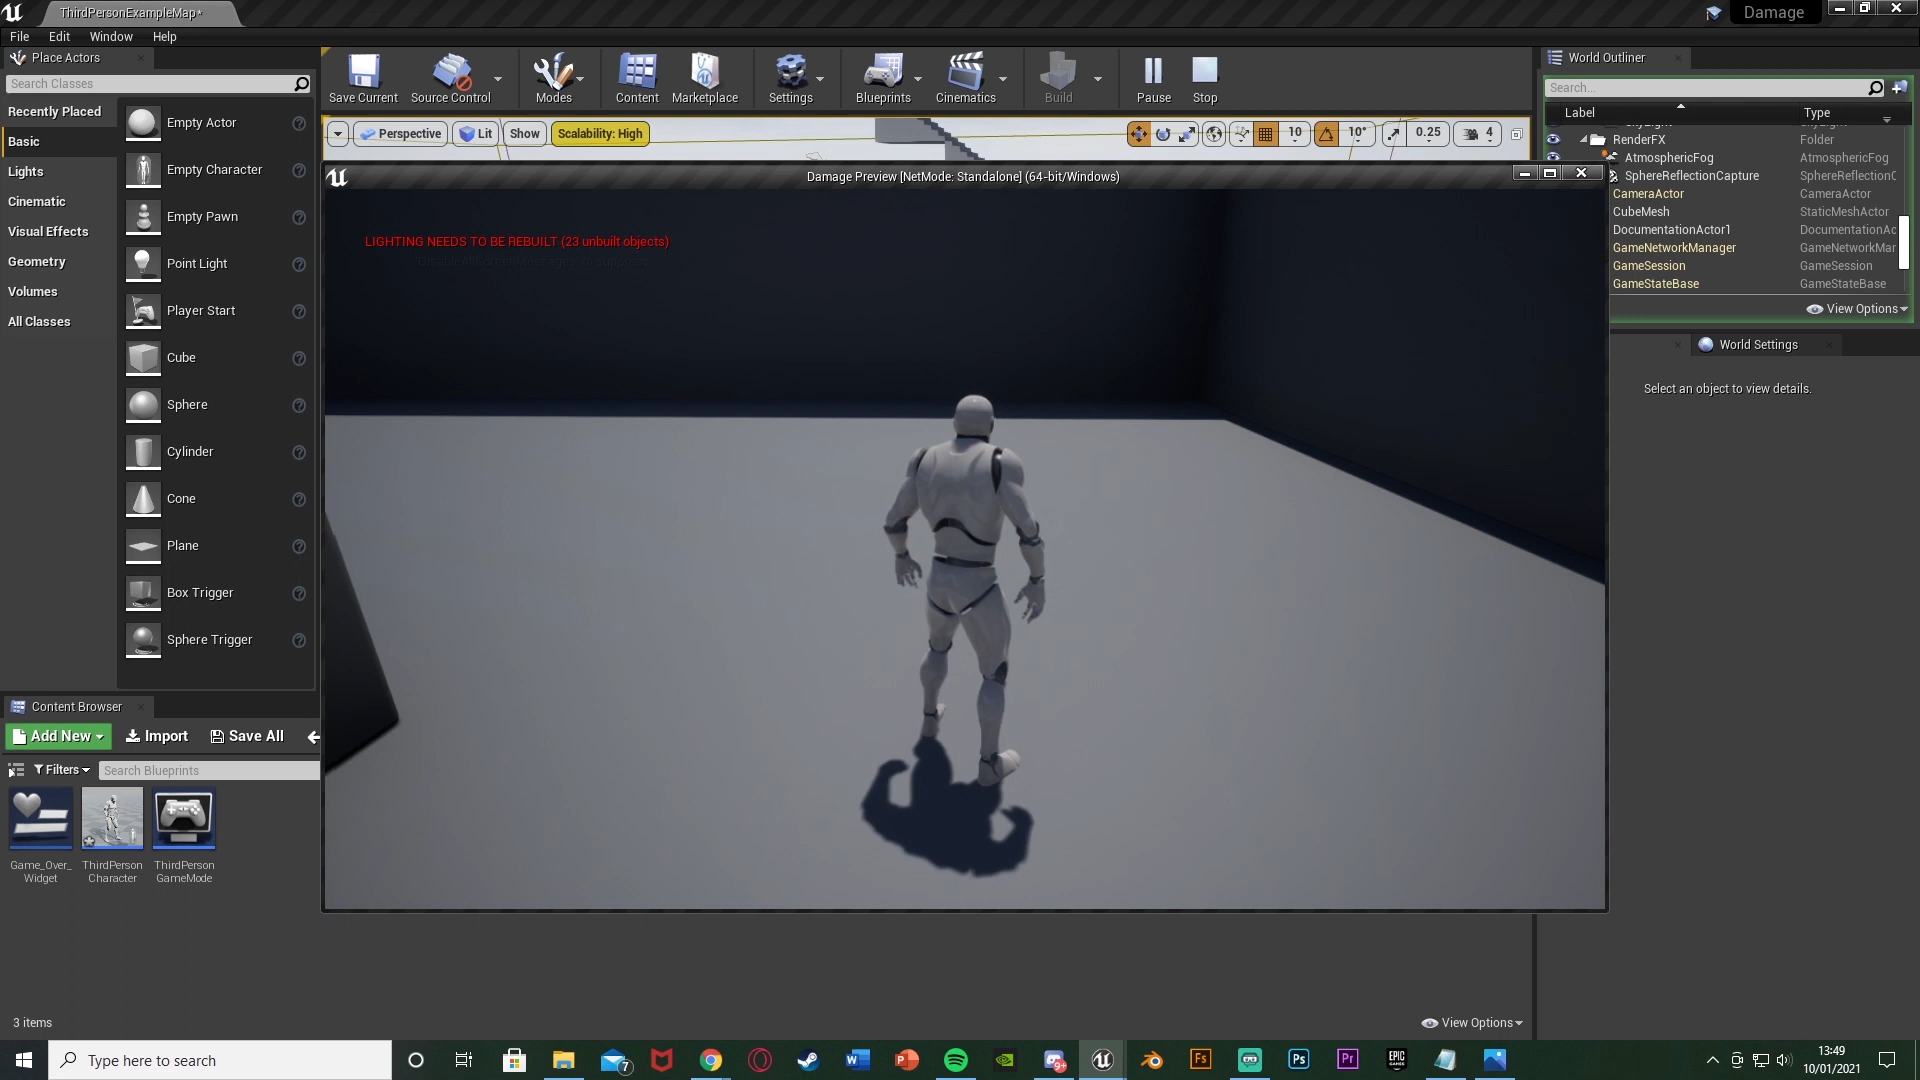 ThirdPersonExampleMap*
Damage
File Edit Window Help
Place Actors
Search Classes
Recently Placed
Basic
Lights
Cinematic
Visual Effects
Geometry
Volumes
All Classes
Empty Actor
Empty Character
Empty Pawn
Point Light
Player Start
Cube
Sphere
Cylinder
Cone
Plane
Box Trigger
Sphere Trigger
Save Current Source Control Modes Content Marketplace Settings Blueprints Cinematics Build Pause Stop
Perspective Lit Show Scalability: High 10 10° 0.25 4
Damage Preview [NetMode: Standalone] (64-bit/Windows)
LIGHTING NEEDS TO BE REBUILT (23 unbuilt objects)
World Outliner
Search...
Label Type
RenderFX Folder
AtmosphericFog AtmosphericFog
SphereReflectionCapture SphereReflectionC
CameraActor CameraActor
CubeMesh StaticMeshActor
DocumentationActor1 DocumentationAc
GameNetworkManager GameNetworkMar
GameSession GameSession
GameStateBase GameStateBase
View Options
World Settings
Select an object to view details.
Content Browser
Add New Import Save All
Filters Search Blueprints
Game_Over_
Widget
ThirdPerson
Character
ThirdPerson
GameMode
3 items
View Options
Type here to search
7
9+
13:49
10/01/2021